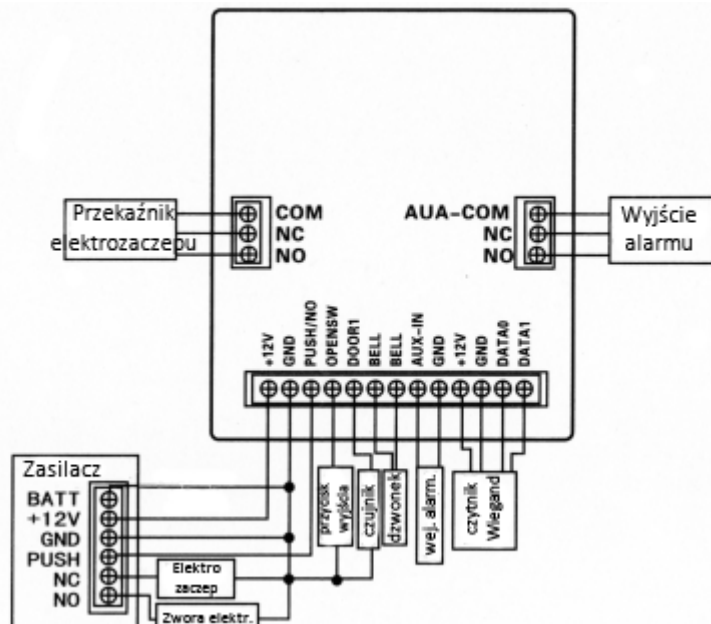 Przekaźnik
elektrozaczepu
COM
NC
NO
AUA-COM
NC
NO
Wyjście
alarmu
+12V
GND
PUSH/NO
OPENSW
DOOR1
BELL
BELL
AUX-IN
GND
+12V
GND
DATA0
DATA1
Zasilacz
BATT
+12V
GND
PUSH
NC
NO
Elektro
zaczep
Zwora elektr.
przycisk
wyjścia
czujnik
dzwonek
wej. alarm.
czytnik
Wiegand